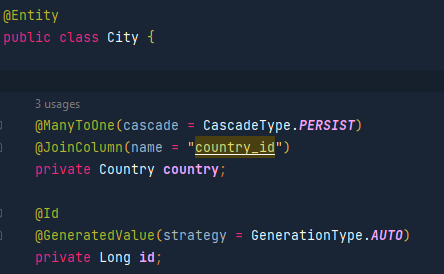 @Entity
public class City {
3 usages
@ManyToOne(cascade = CascadeType.PERSIST)
@JoinColumn(name = "country_id")
private Country country;
@Id
@GeneratedValue(strategy = GenerationType.AUTO)
private Long id;